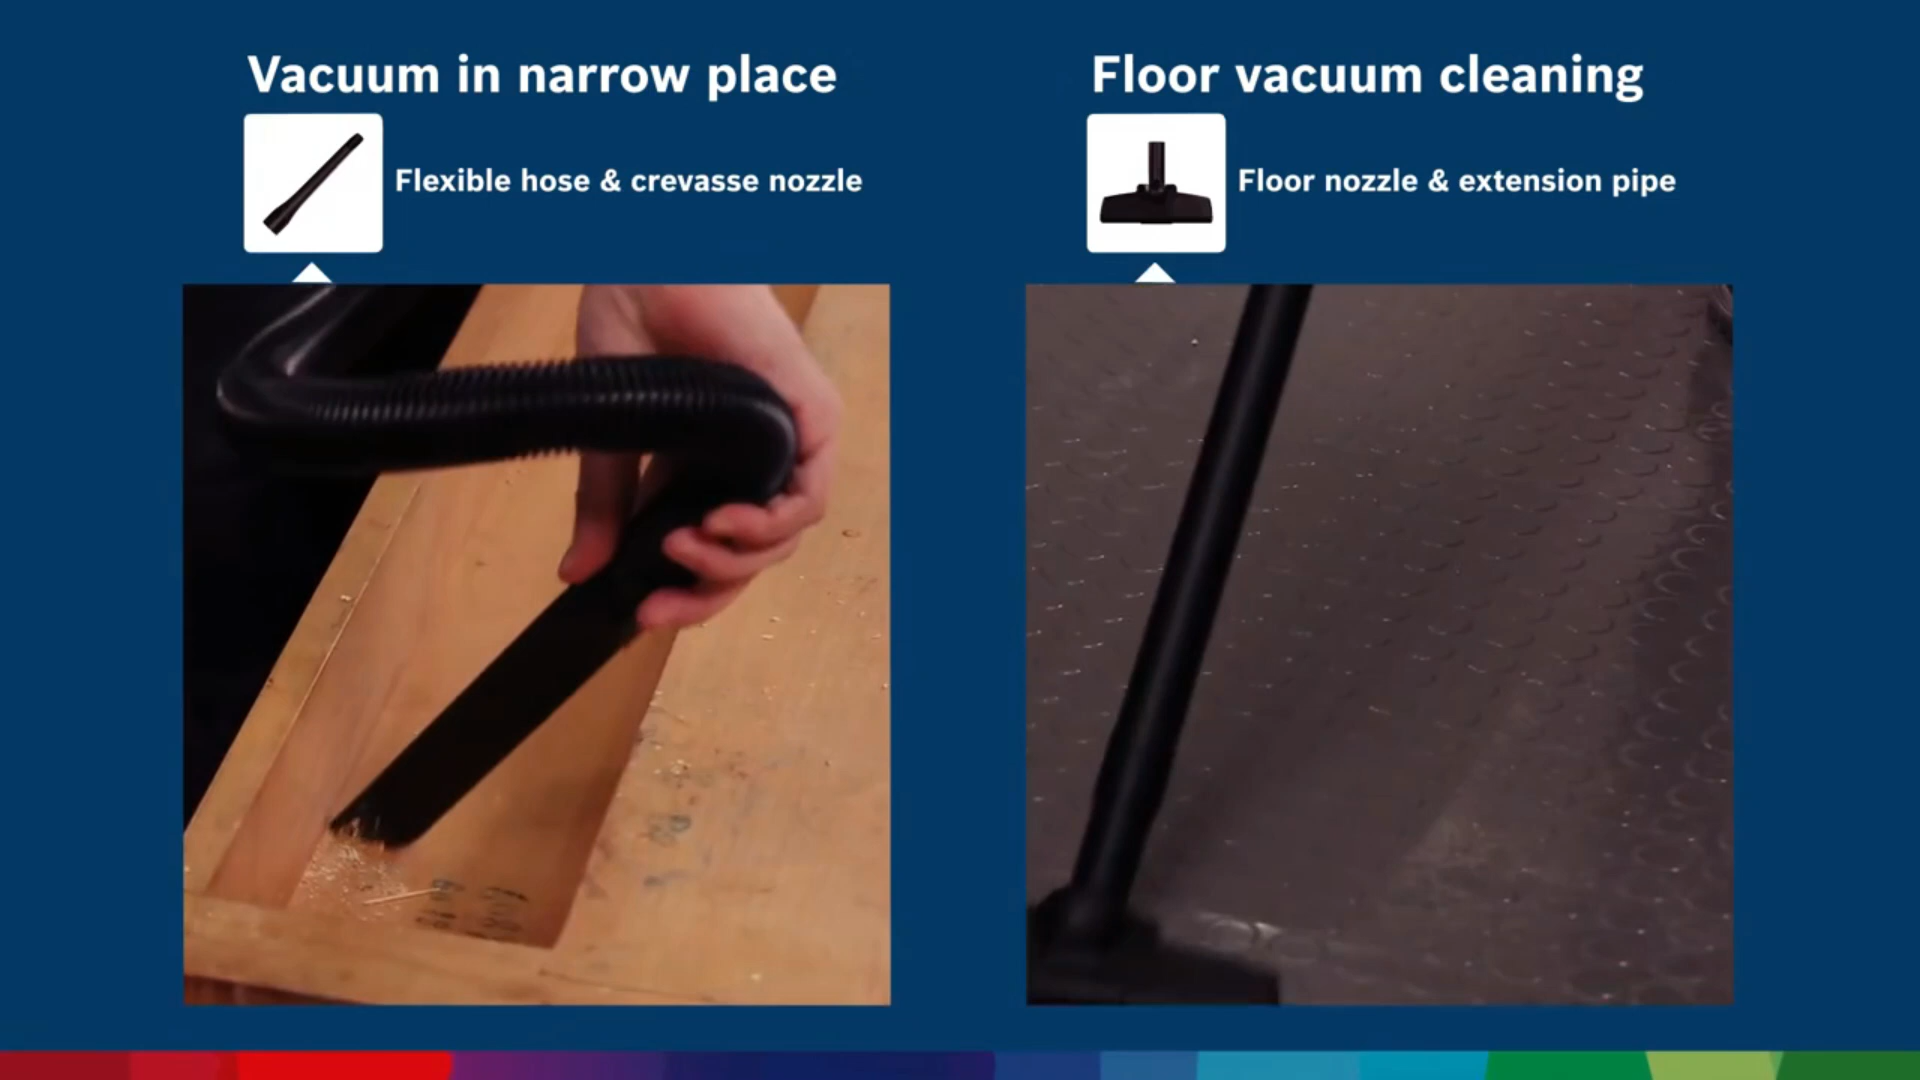 Vacuum in narrow place
Flexible hose & crevasse nozzle
Floor vacuum cleaning
Floor nozzle & extension pipe